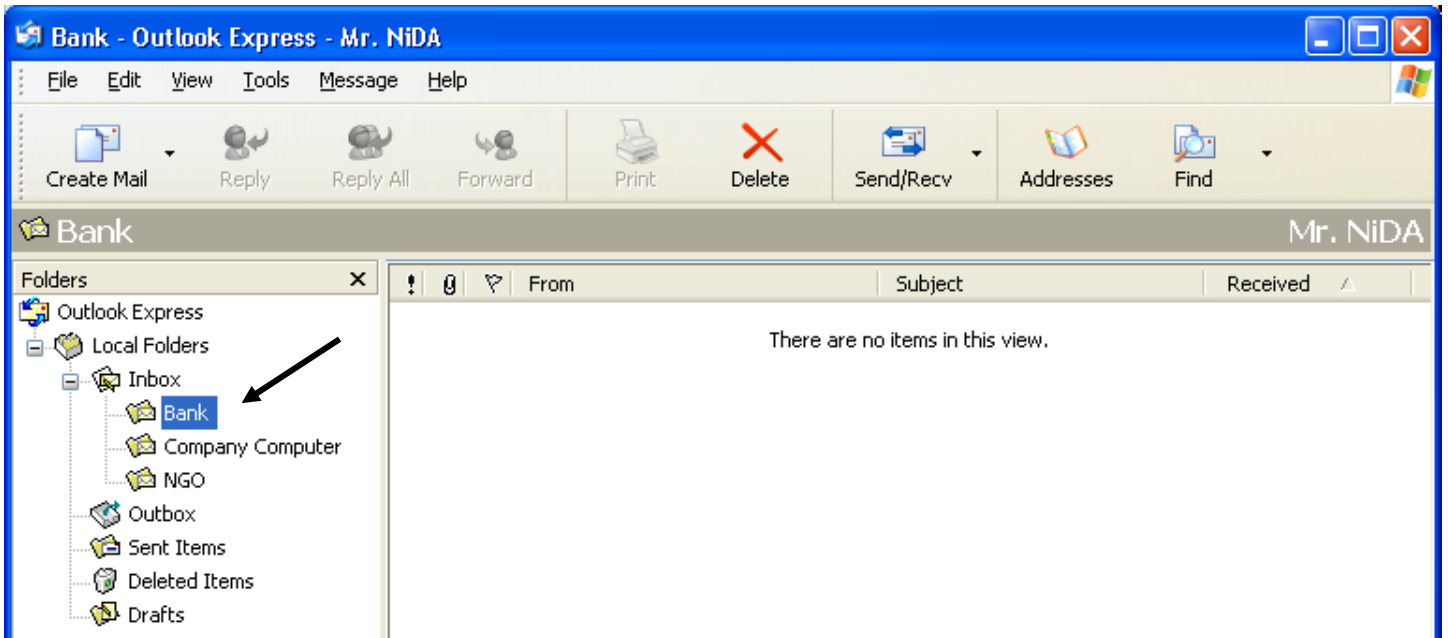 Bank - Outlook Express - Mr. NiDA
File Edit View Tools Message Help
Create Mail Reply Reply All Forward Print Delete Send/Recv Addresses Find
Bank Mr. NiDA
Folders ! From Subject Received
Outlook Express
There are no items in this view.
Local Folders
Inbox
Bank
Company Computer
NGO
Outbox
Sent Items
Deleted Items
Drafts